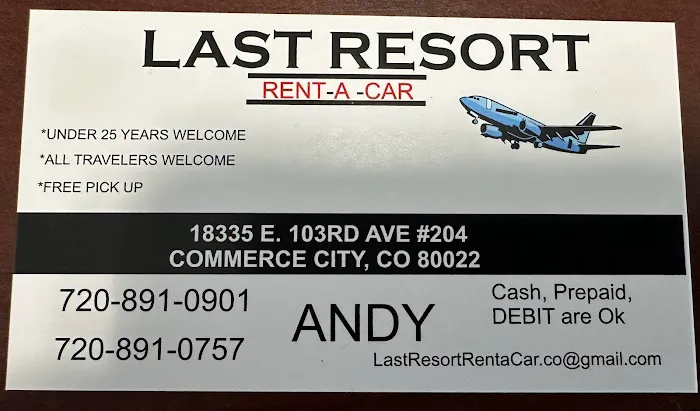 LAST RESORT
RENT-A -CAR
*UNDER 25 YEARS WELCOME
*ALL TRAVELERS WELCOME
*FREE PICK UP
18335 E. 103RD AVE #204
COMMERCE CITY, CO 80022
720-891-0901
720-891-0757
ANDY
Cash, Prepaid,
DEBIT are Ok
LastResortRentaCar.co@gmail.com